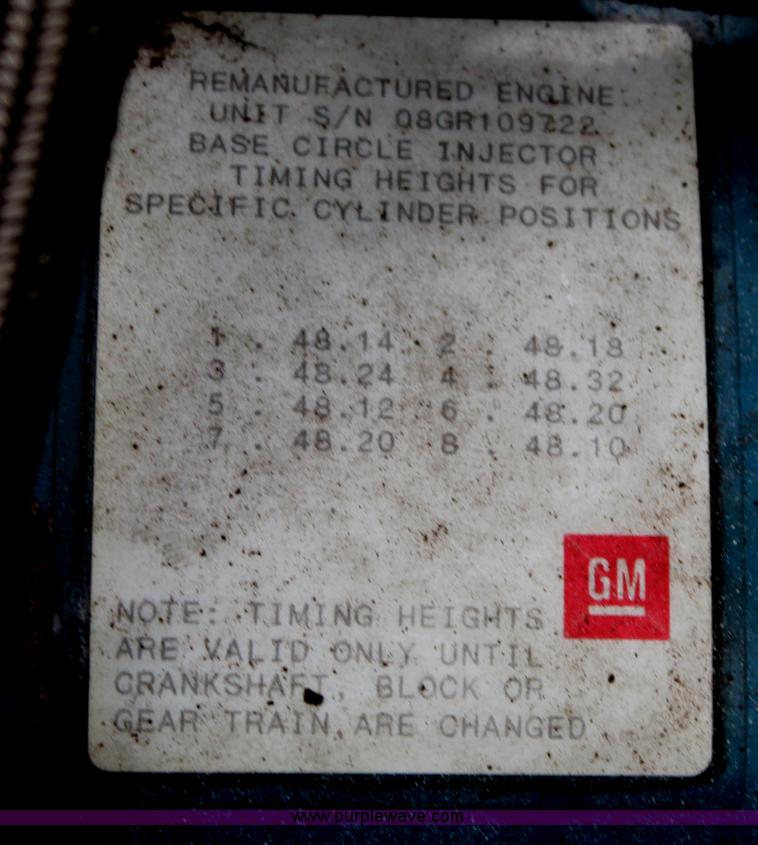 REMANUFACTURED ENGINE
UNIT S/N 08GR109722
BASE CIRCLE INJECTOR
TIMING HEIGHTS FOR
SPECIFIC CYLINDER POSITIONS
1 . 48.14 2 . 48.18
3 . 48.24 4 . 48.32
5 . 48.12 6 . 48.20
7 . 48.20 8 . 48.10
GM
NOTE: TIMING HEIGHTS
ARE VALID ONLY UNTIL
CRANKSHAFT, BLOCK OR
GEAR TRAIN ARE CHANGED
www.purplewave.com